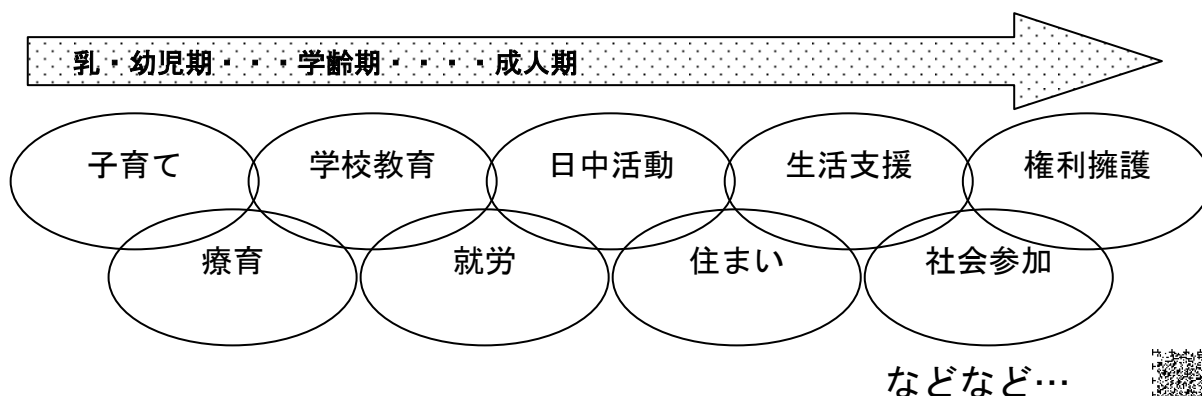 乳・幼児期・・・学齢期・・・・成人期
子育て 学校教育 日中活動 生活支援 権利擁護
療育 就労 住まい 社会参加
などなど…